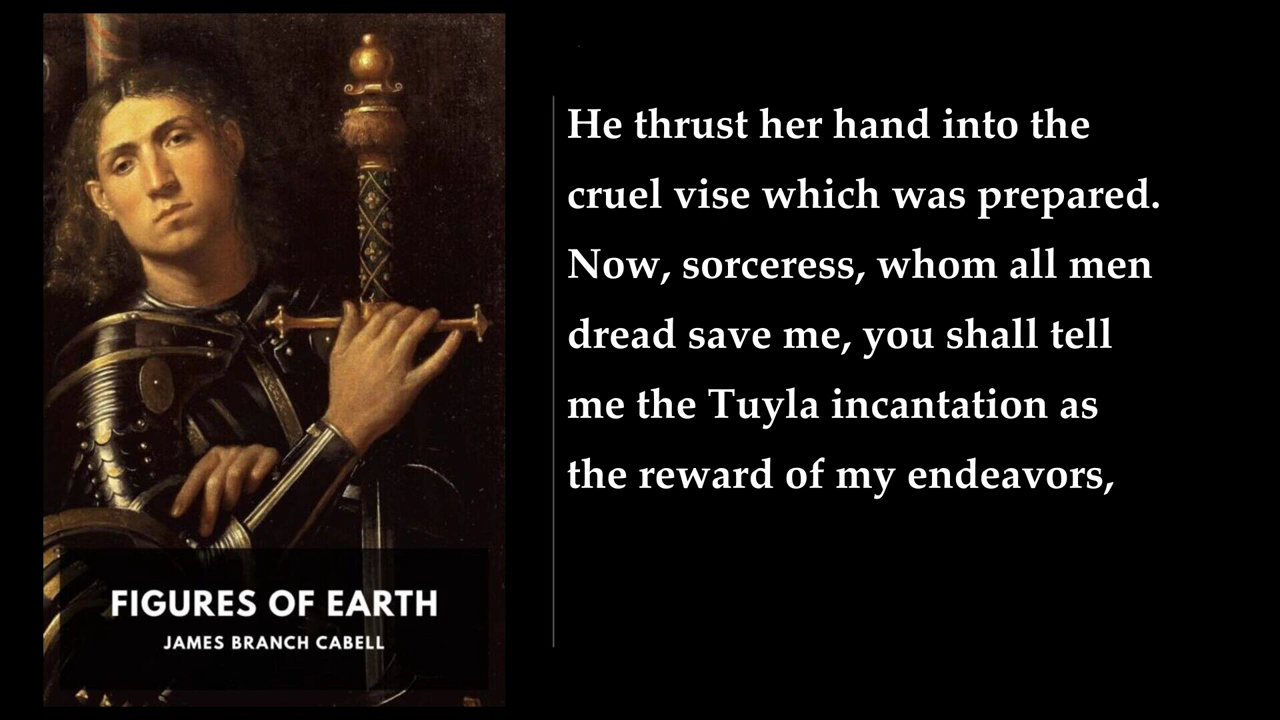 He thrust her hand into the
cruel vise which was prepared.
Now, sorceress, whom all men
dread save me, you shall tell
me the Tuyla incantation as
the reward of my endeavors,
FIGURES OF EARTH
JAMES BRANCH CABELL